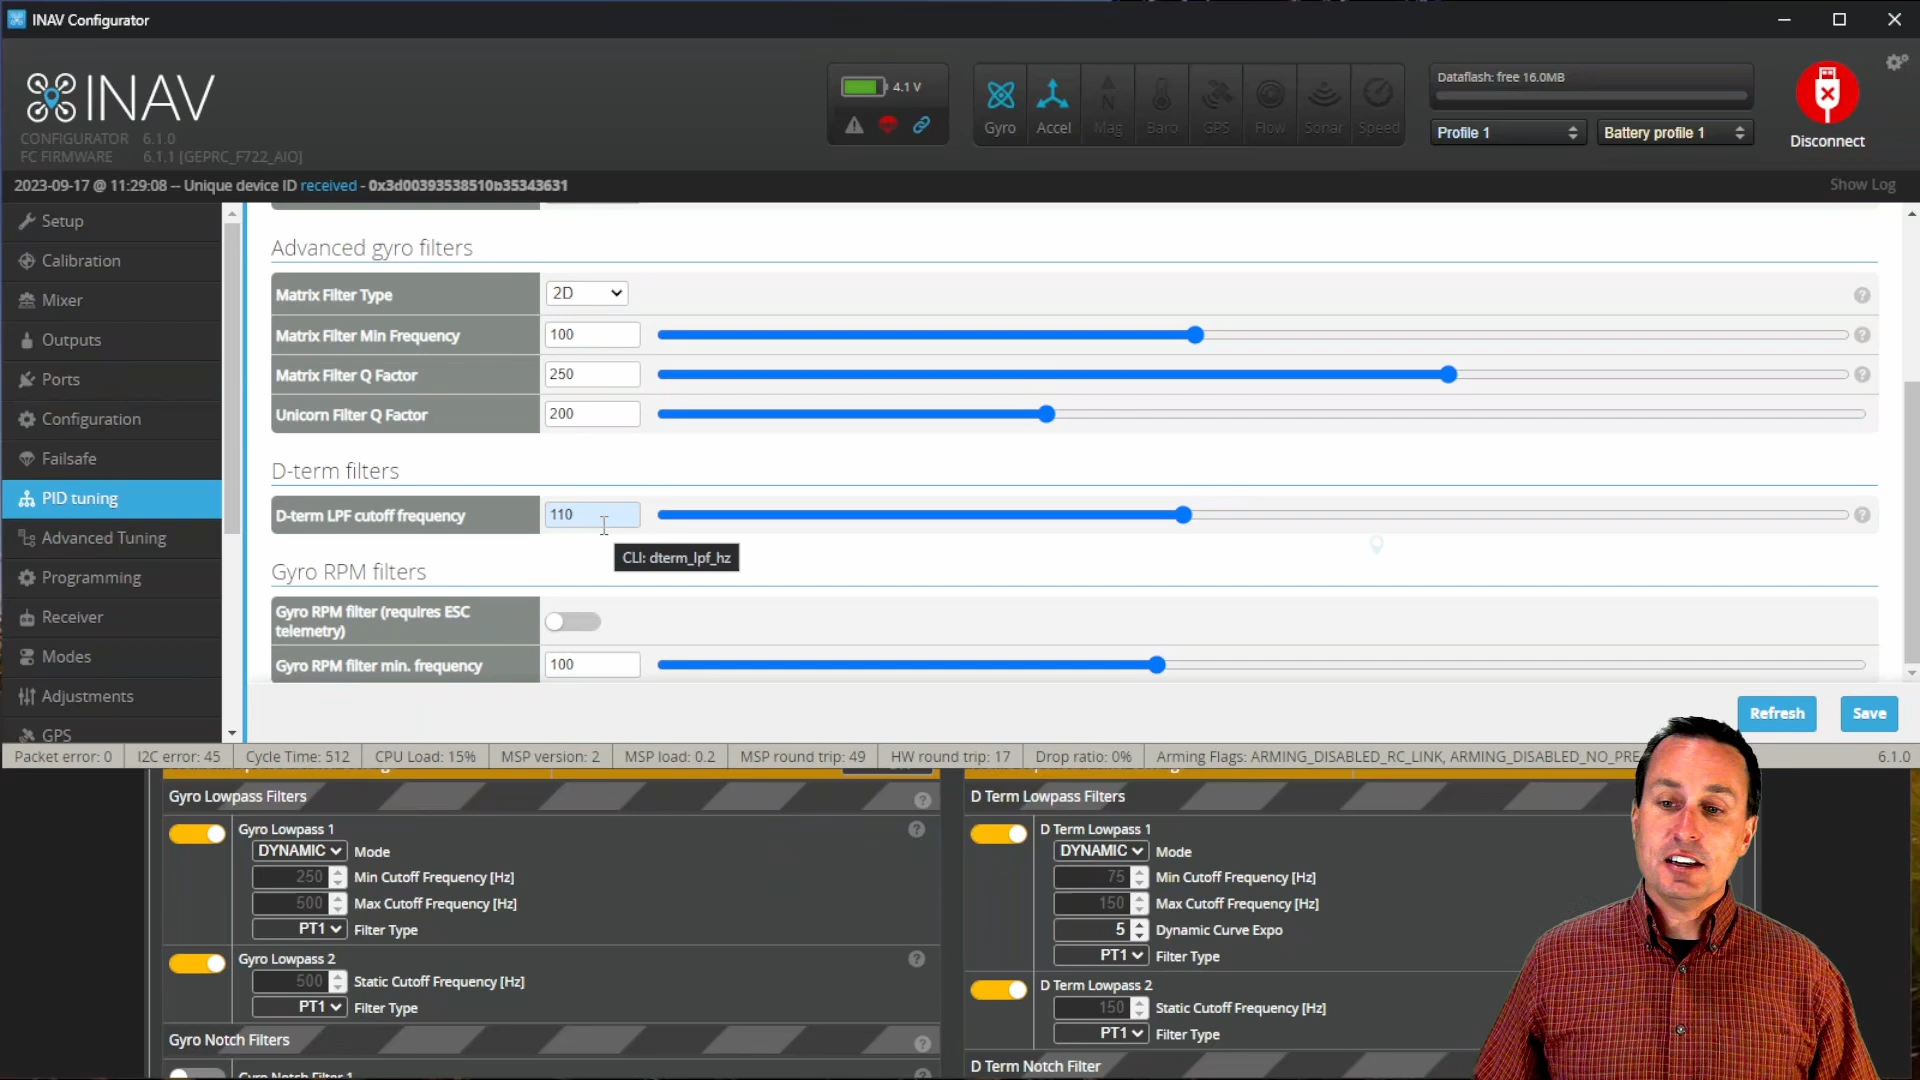 INAV Configurator
INAV
CONFIGURATOR 6.1.0
FC FIRMWARE 6.1.1 [GEPRC_F722_AIO]
4.1 V
Gyro
Accel
Mag
Baro
GPS
Flow
Sonar
Speed
Dataflash: free 16.0MB
Profile 1
Battery profile 1
Disconnect
2023-09-17 @ 11:29:08 -- Unique device ID received - 0x3d00393538510b35343631
Show Log
Setup
Calibration
Mixer
Outputs
Ports
Configuration
Failsafe
PID tuning
Advanced Tuning
Programming
Receiver
Modes
Adjustments
GPS
Advanced gyro filters
Matrix Filter Type 2D
Matrix Filter Min Frequency 100
Matrix Filter Q Factor 250
Unicorn Filter Q Factor 200
D-term filters
D-term LPF cutoff frequency 110
CLI: dterm_lpf_hz
Gyro RPM filters
Gyro RPM filter (requires ESC
telemetry)
Gyro RPM filter min. frequency 100
Refresh
Save
Packet error: 0 I2C error: 45 Cycle Time: 512 CPU Load: 15% MSP version: 2 MSP load: 0.2 MSP round trip: 49 HW round trip: 17 Drop ratio: 0% Arming Flags: ARMING_DISABLED_RC_LINK, ARMING_DISABLED_NO_PRE 6.1.0
Gyro Lowpass Filters
Gyro Lowpass 1
DYNAMIC Mode
250 Min Cutoff Frequency [Hz]
500 Max Cutoff Frequency [Hz]
PT1 Filter Type
Gyro Lowpass 2
500 Static Cutoff Frequency [Hz]
PT1 Filter Type
Gyro Notch Filters
Gyro Notch Filter 1
D Term Lowpass Filters
D Term Lowpass 1
DYNAMIC Mode
75 Min Cutoff Frequency [Hz]
150 Max Cutoff Frequency [Hz]
5 Dynamic Curve Expo
PT1 Filter Type
D Term Lowpass 2
150 Static Cutoff Frequency [Hz]
PT1 Filter Type
D Term Notch Filter